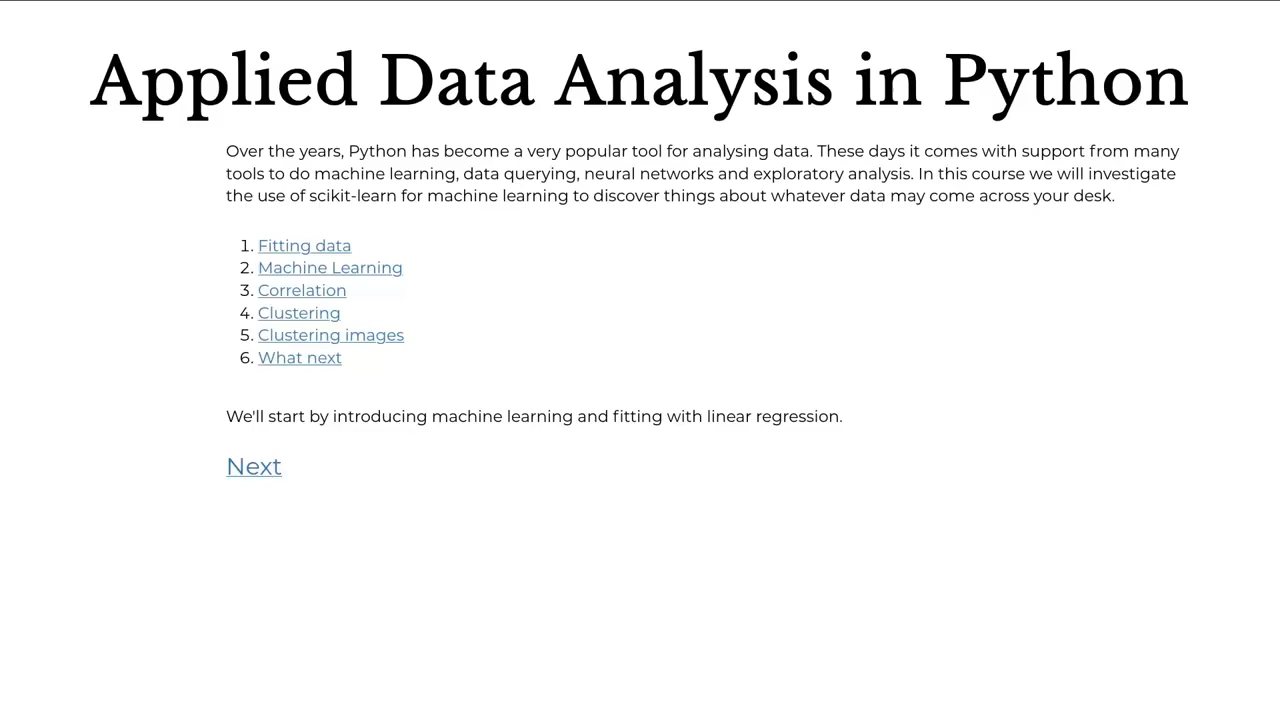 Applied Data Analysis in Python
Over the years, Python has become a very popular tool for analysing data. These days it comes with support from many
tools to do machine learning, data querying, neural networks and exploratory analysis. In this course we will investigate
the use of scikit-learn for machine learning to discover things about whatever data may come across your desk.
1. Fitting data
2. Machine Learning
3. Correlation
4. Clustering
5. Clustering images
6. What next
We'll start by introducing machine learning and fitting with linear regression.
Next